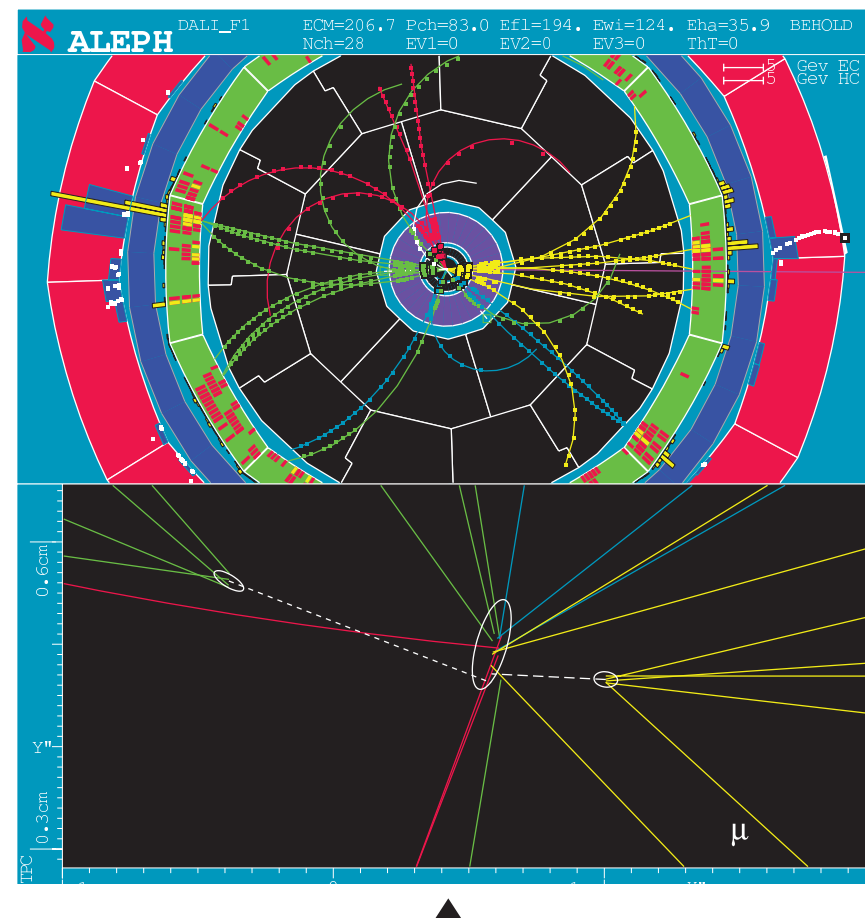 ALEPH DALI_F1 ECM=206.7 Pch=83.0 Efl=194. Ewi=124. Eha=35.9 BEHOLD
Nch=28 EV1=0 EV2=0 EV3=0 ThT=0
5 Gev EC
5 Gev HC
0.6cm
Y"
0.3cm
μ
TPC